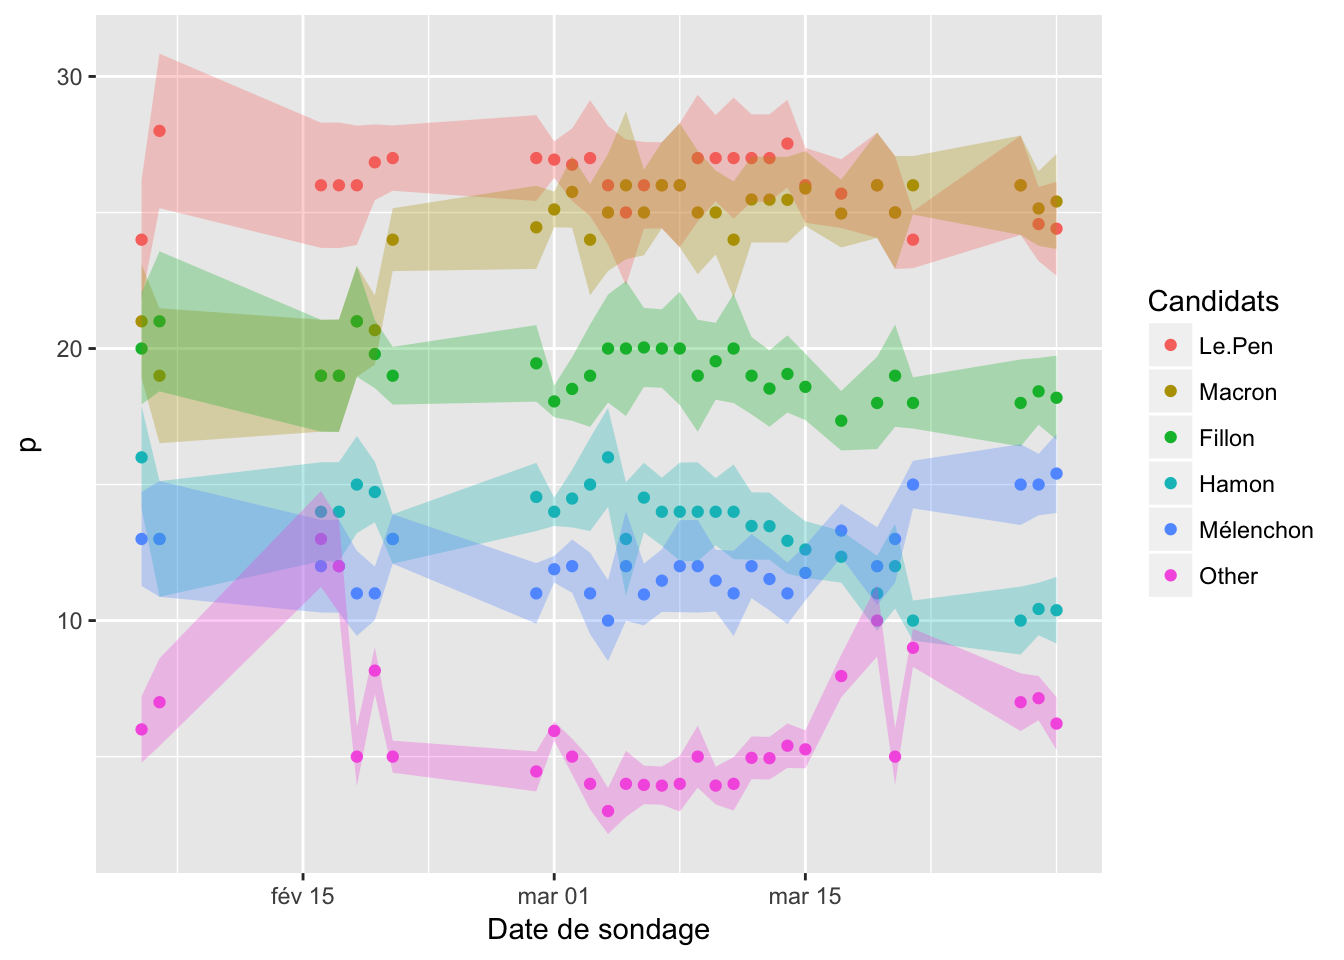 30
20
10
p
fév 15
mar 01
mar 15
Date de sondage
Candidats
Le.Pen
Macron
Fillon
Hamon
Mélenchon
Other